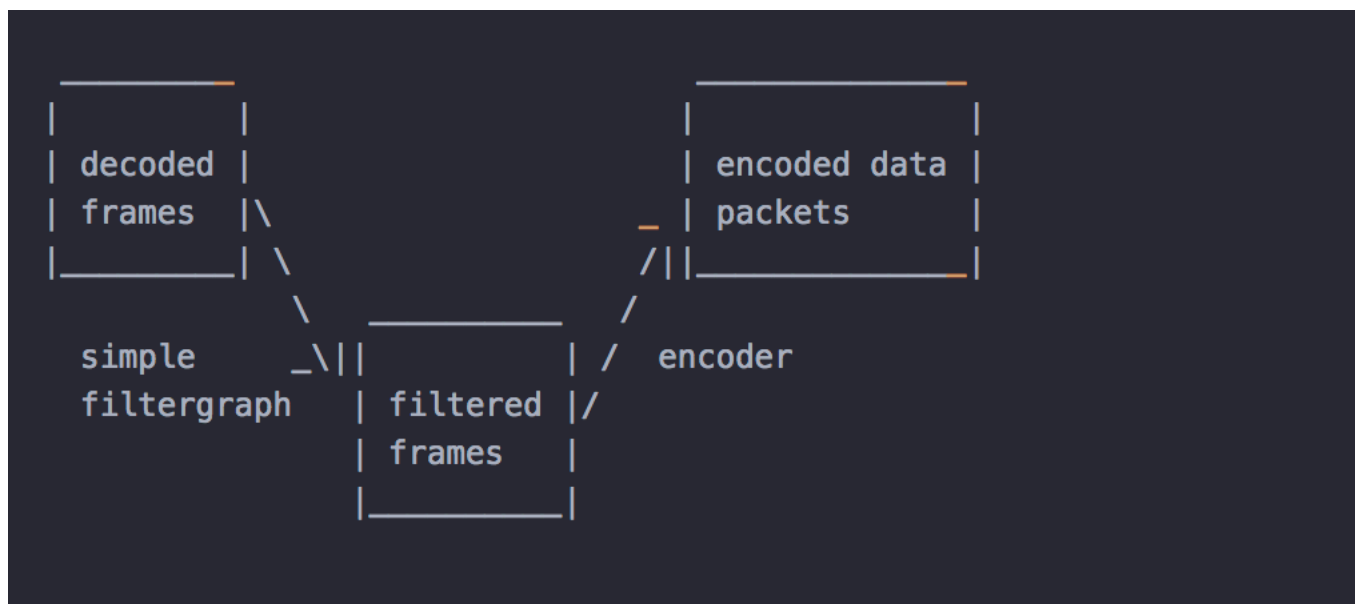 decoded
frames
encoded data
packets
simple
filtergraph
filtered
frames
encoder